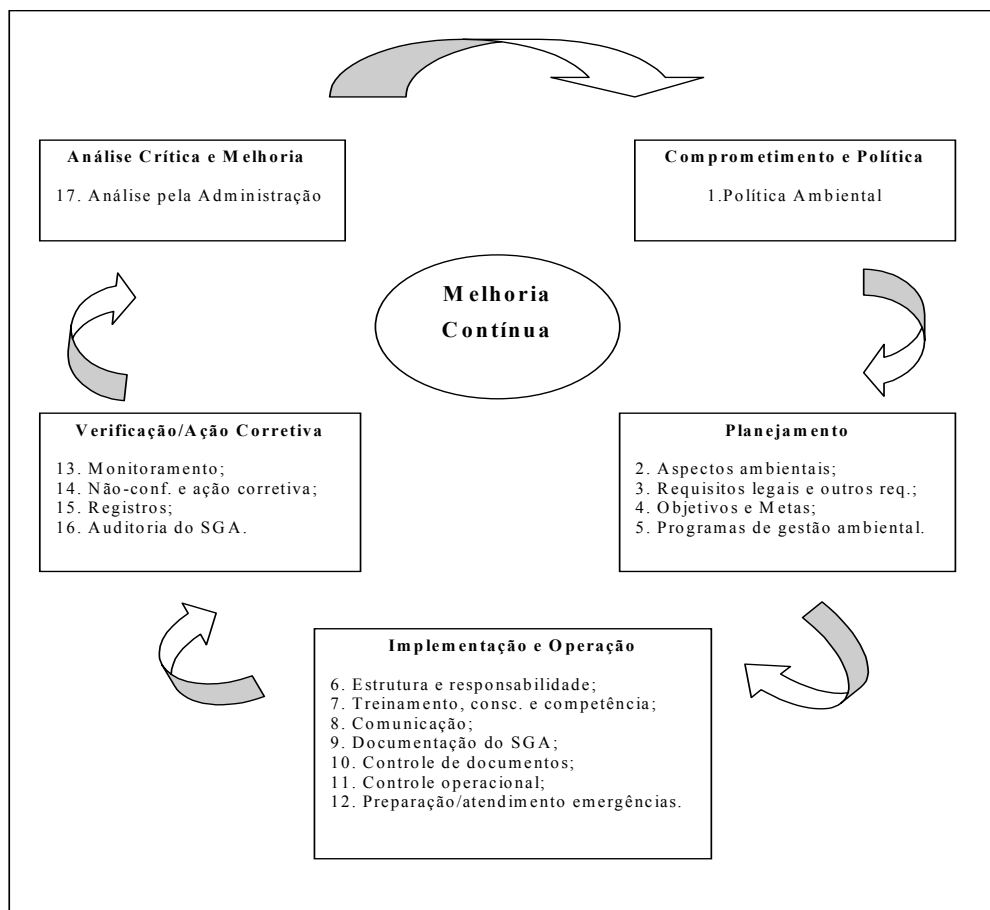 Análise Crítica e Melhoria
17. Análise pela Administração
Comprometimento e Política
1.Política Ambiental
Melhoria
Contínua
Verificação/Ação Corretiva
13. Monitoramento;
14. Não-conf. e ação corretiva;
15. Registros;
16. Auditoria do SGA.
Planejamento
2. Aspectos ambientais;
3. Requisitos legais e outros req.;
4. Objetivos e Metas;
5. Programas de gestão ambiental.
Implementação e Operação
6. Estrutura e responsabilidade;
7. Treinamento, consc. e competência;
8. Comunicação;
9. Documentação do SGA;
10. Controle de documentos;
11. Controle operacional;
12. Preparação/atendimento emergências.